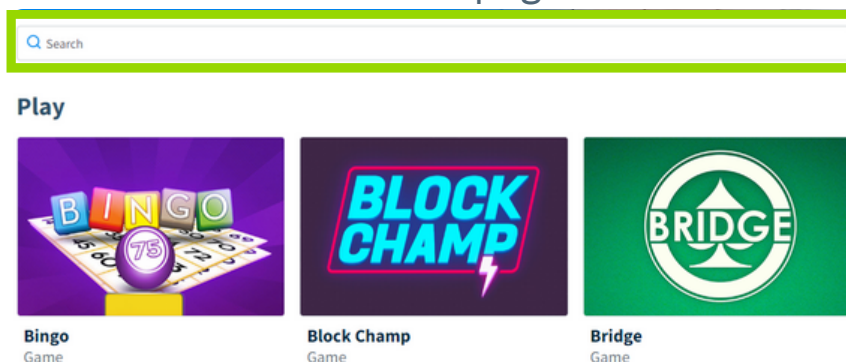 Search
Play
BINGO
75
BLOCK
CHAMP
BRIDGE
Bingo
Block Champ
Bridge
Game
Game
Game